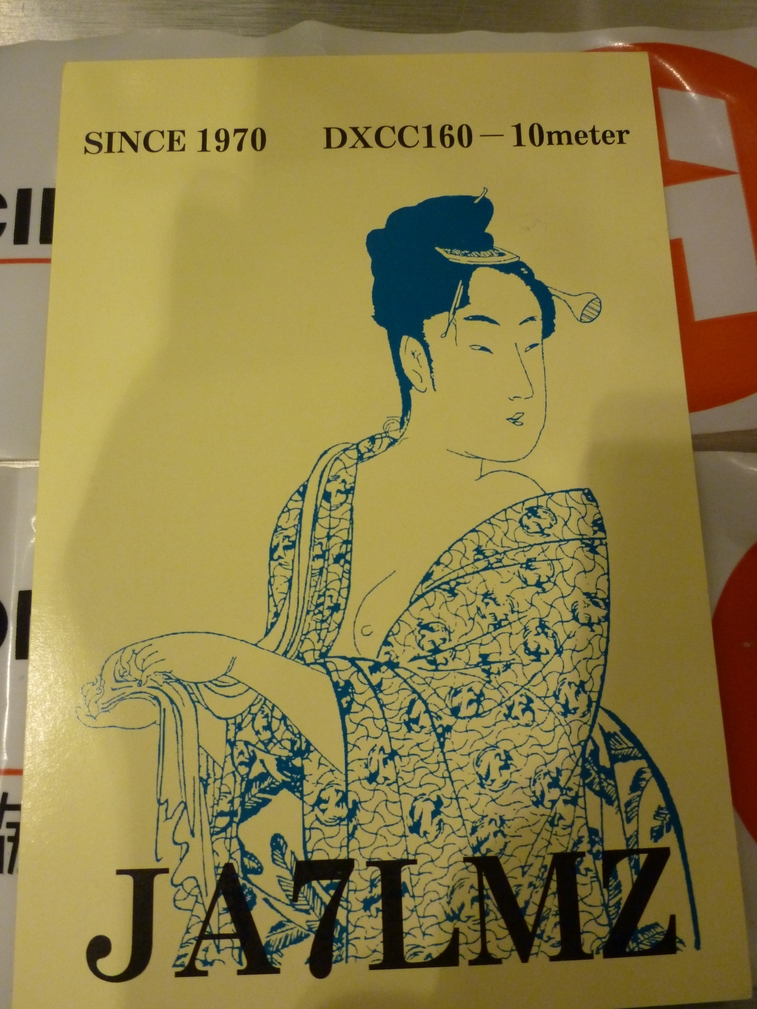 SINCE 1970 DXCC160 — 10meter
JA7LMZ